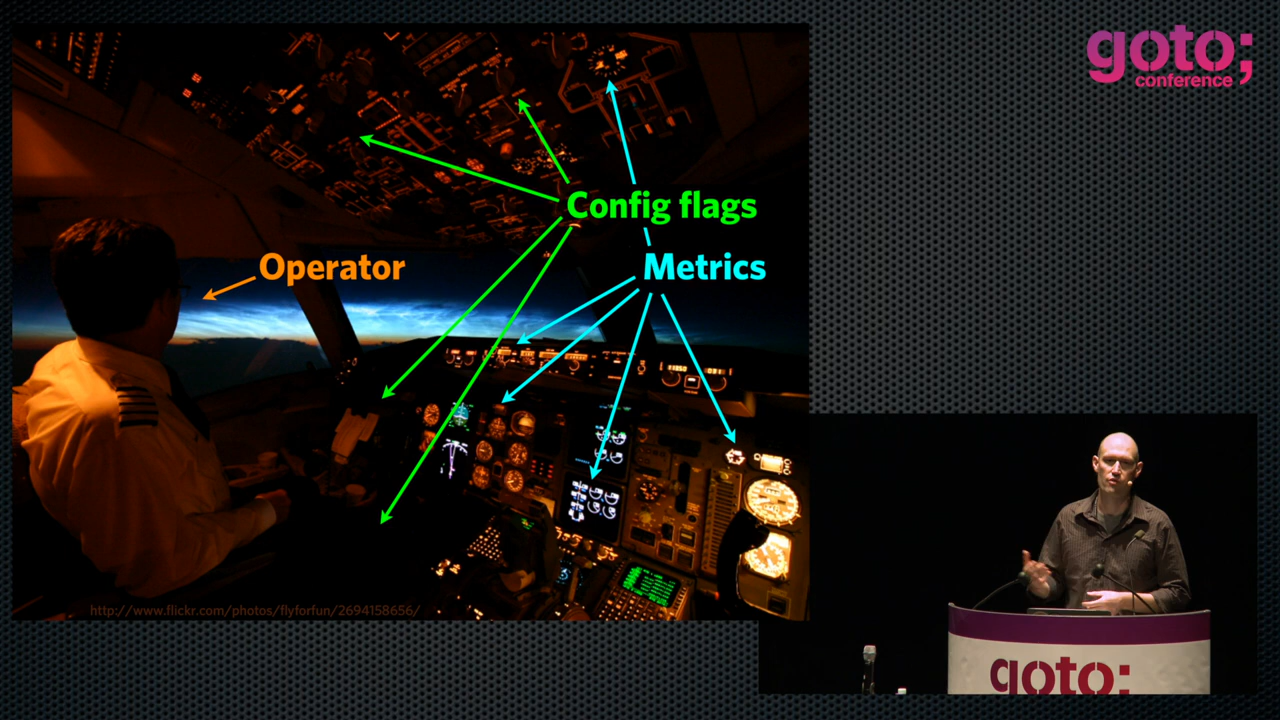 goto;
conference
Config flags
Operator
Metrics
http://www.flickr.com/photos/flyforfun/2694158656/
goto;